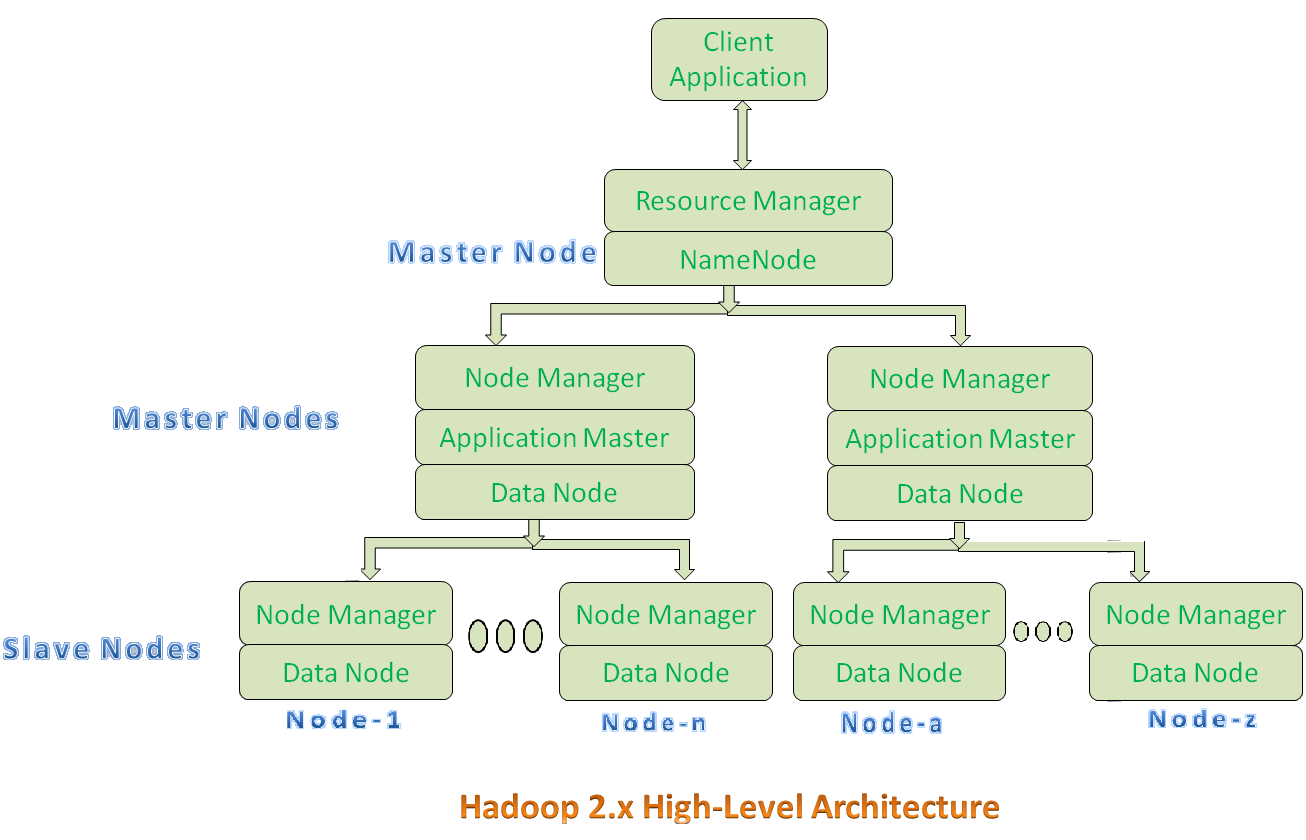 Client
Application
Resource Manager
Master Node
NameNode
Node Manager
Node Manager
Master Nodes
Application Master
Application Master
Data Node
Data Node
Node Manager
Node Manager
Node Manager
Node Manager
Slave Nodes
Data Node
Data Node
Data Node
Data Node
Node-1
Node-n
Node-a
Node-z
Hadoop 2.x High-Level Architecture